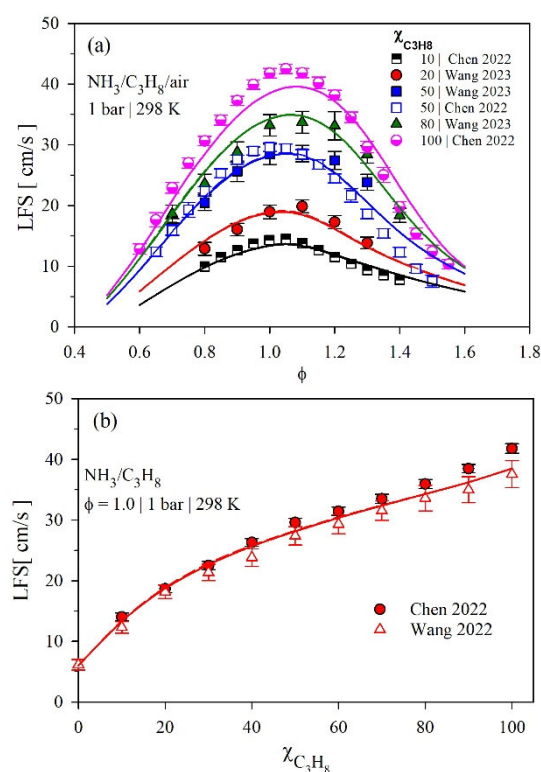 50
40
30
20
10
0
LFS [ cm/s]
(a)
NH3/C3H8/air
1 bar | 298 K
χC3H8
10 | Chen 2022
20 | Wang 2023
50 | Wang 2023
50 | Chen 2022
80 | Wang 2023
100 | Chen 2022
0.4 0.6 0.8 1.0 1.2 1.4 1.6 1.8
ϕ
50
40
30
20
10
0
LFS[ cm/s]
(b)
NH3/C3H8
ϕ = 1.0 | 1 bar | 298 K
Chen 2022
Wang 2022
0 20 40 60 80 100
χC3H8